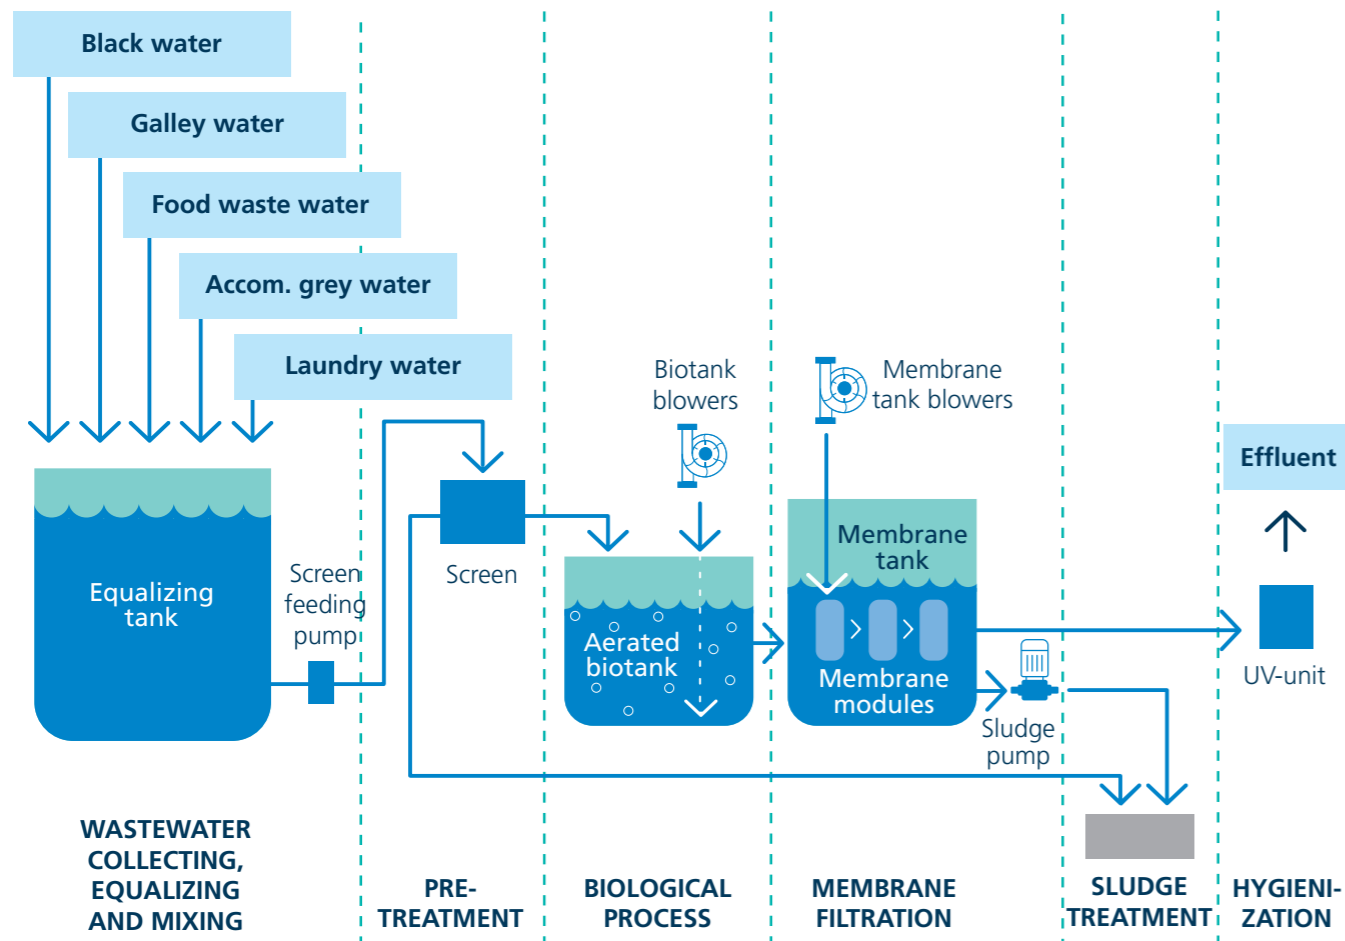 Black water
Galley water
Food waste water
Accom. grey water
Laundry water
Equalizing
tank
Screen
feeding
pump
Screen
Biotank
blowers
Aerated
biotank
Membrane
tank blowers
Membrane
tank
Membrane
modules
Sludge
pump
Effluent
UV-unit
WASTEWATER
COLLECTING,
EQUALIZING
AND MIXING
PRE-
TREATMENT
BIOLOGICAL
PROCESS
MEMBRANE
FILTRATION
SLUDGE
TREATMENT
HYGIENI-
ZATION